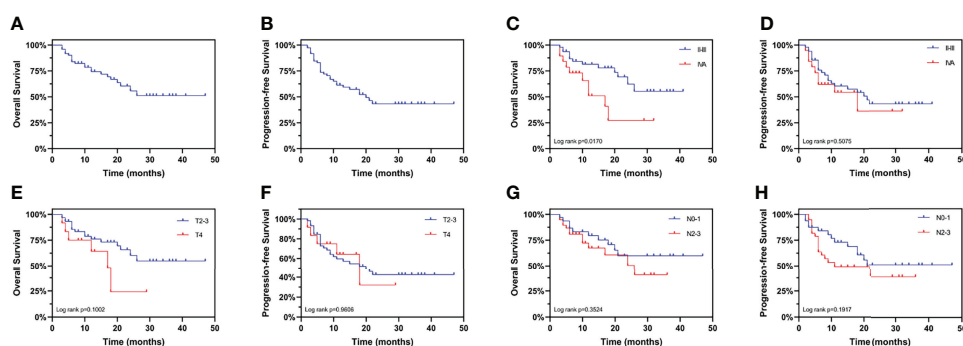 A
Overall Survival
100%
75%
50%
25%
0%
0 10 20 30 40 50
Time (months)
B
Progression-free Survival
100%
75%
50%
25%
0%
0 10 20 30 40 50
Time (months)
C
Overall Survival
100%
75%
50%
25%
0%
II-III
IVA
Log rank p=0.0170
0 10 20 30 40 50
Time (months)
D
Progression-free Survival
100%
75%
50%
25%
0%
II-III
IVA
Log rank p=0.5075
0 10 20 30 40 50
Time (months)
E
Overall Survival
100%
75%
50%
25%
0%
T2-3
T4
Log rank p=0.1002
0 10 20 30 40 50
Time (months)
F
Progression-free Survival
100%
80%
60%
40%
20%
0%
T2-3
T4
Log rank p=0.9606
0 10 20 30 40 50
Time (months)
G
Overall Survival
100%
75%
50%
25%
0%
N0-1
N2-3
Log rank p=0.3524
0 10 20 30 40 50
Time (months)
H
Progression-free Survival
100%
75%
50%
25%
0%
N0-1
N2-3
Log rank p=0.1917
0 10 20 30 40 50
Time (months)